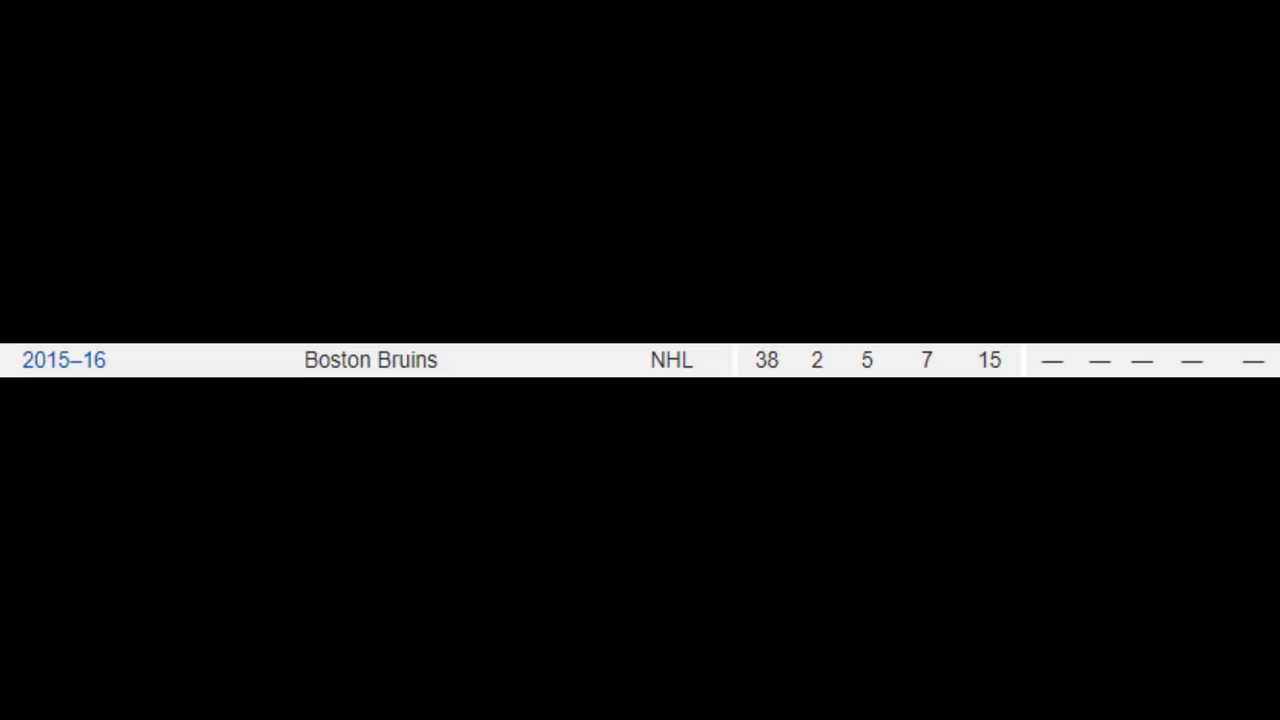 2015–16 Boston Bruins NHL 38 2 5 7 15 — — — — —